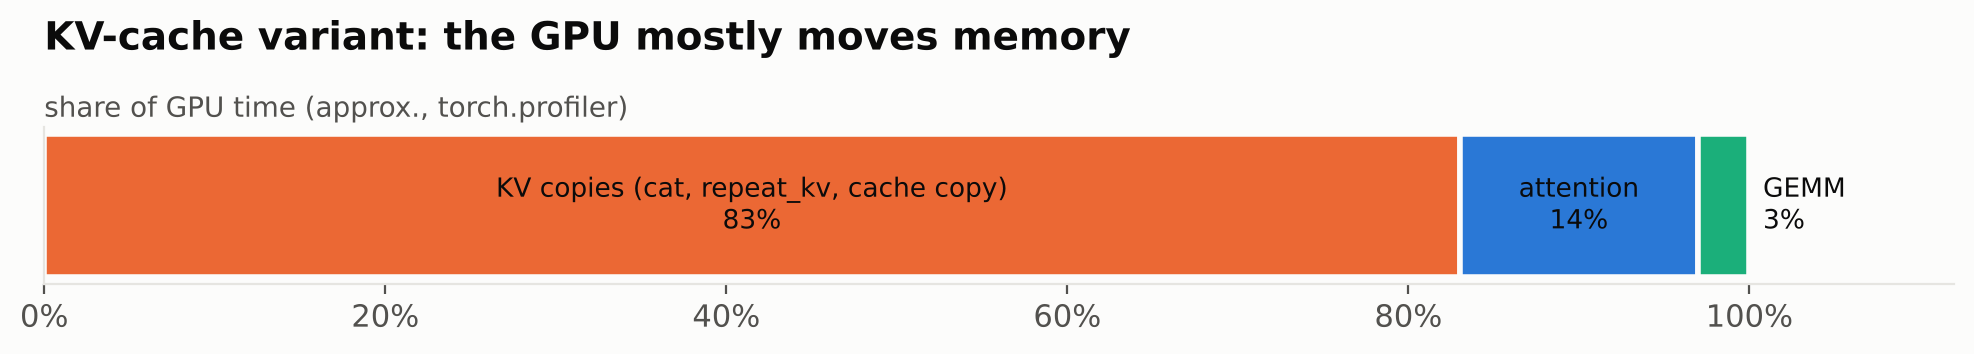 KV-cache variant: the GPU mostly moves memory
share of GPU time (approx., torch.profiler)
KV copies (cat, repeat_kv, cache copy)
83%
attention
14%
GEMM
3%
0%
20%
40%
60%
80%
100%